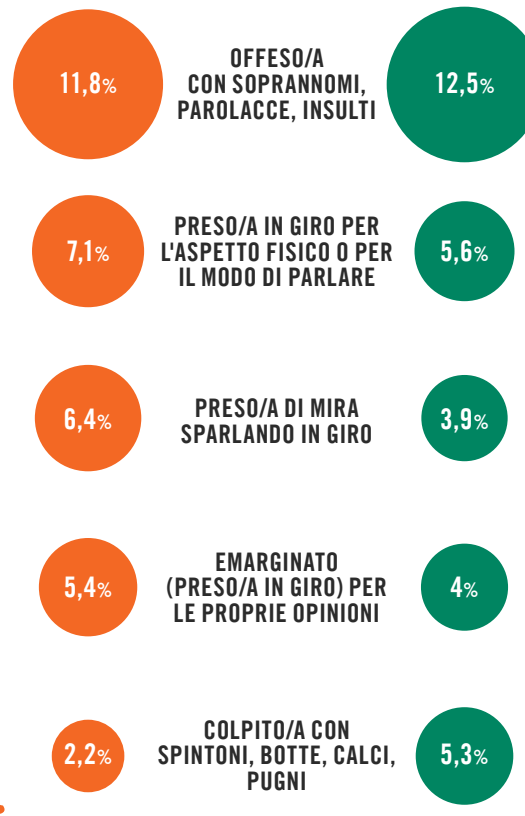 11,8%
OFFESO/A
CON SOPRANNOMI,
PAROLACCE, INSULTI
12,5%
7,1%
PRESO/A IN GIRO PER
L'ASPETTO FISICO O PER
IL MODO DI PARLARE
5,6%
6,4%
PRESO/A DI MIRA
SPARLANDO IN GIRO
3,9%
5,4%
EMARGINATO
(PRESO/A IN GIRO) PER
LE PROPRIE OPINIONI
4%
2,2%
COLPITO/A CON
SPINTONI, BOTTE, CALCI,
PUGNI
5,3%